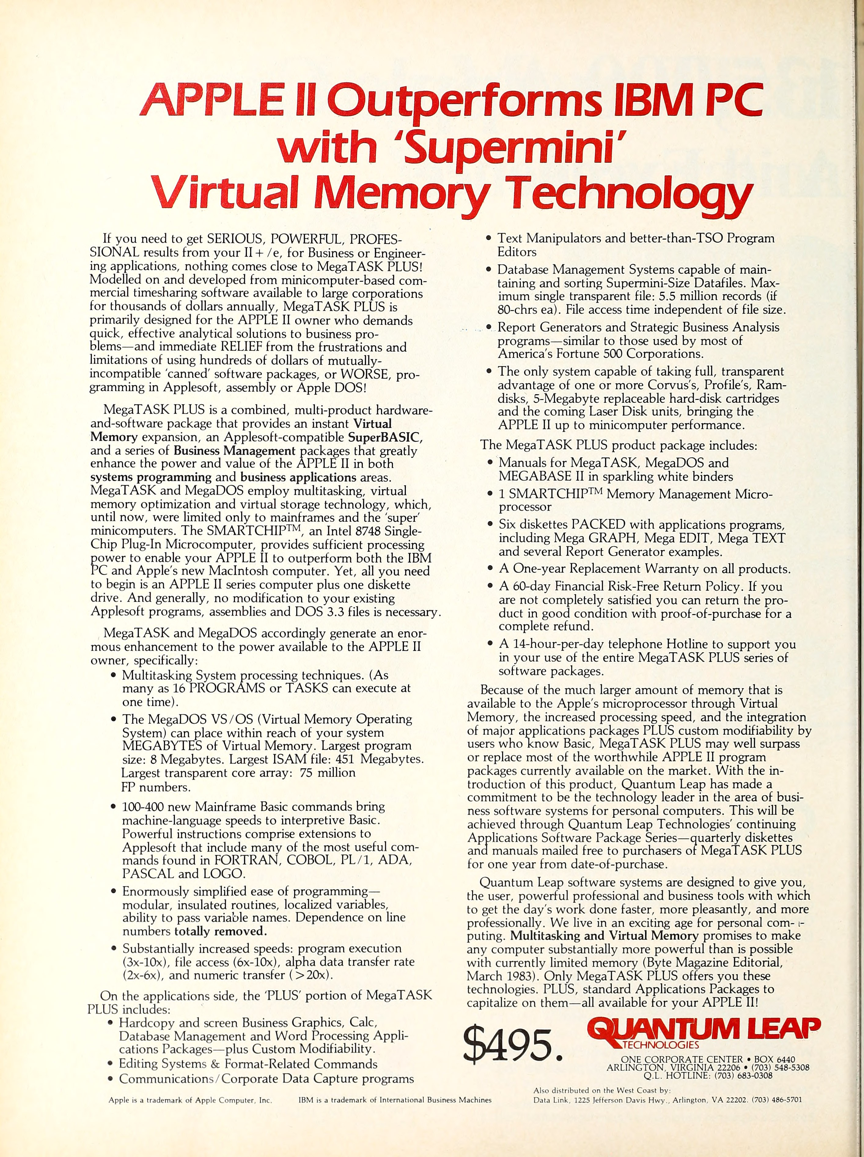 APPLE II Outperforms IBM PC
with ‘Supermini’
Virtual Memory Technology
If you need to get SERIOUS, POWERFUL, PROFES-
SIONAL results from your II+/e, for Business or Engineer-
ing applications, nothing comes close to MegaTASK PLUS!
Modelled on and developed from minicomputer-based com-
mercial timesharing software available to large corporations
for thousands of dollars annually, MegaTASK PLUS is
primarily designed for the APPLE II owner who demands
quick, effective analytical solutions to business pro-
blems—and immediate RELIEF from the frustrations and
limitations of using hundreds of dollars of mutually-
incompatible ‘canned’ software packages, or WORSE, pro-
gramming in Applesoft, assembly or Apple DOS!
MegaTASK PLUS is a combined, multi-product hardware-
and-software package that provides an instant Virtual
Memory expansion, an Applesoft-compatible SuperBASIC,
and a series of Business Management packages that greatly
enhance the power and value of the APPLE II in both
systems programming and business applications areas.
MegaTASK and MegaDOS employ multitasking, virtual
memory optimization and virtual storage technology, which,
until now, were limited only to mainframes and the ‘super’
minicomputers. The SMARTCHIP™, an Intel 8748 Single-
Chip Plug-In Microcomputer, provides sufficient processing
power to enable your APPLE II to outperform both the IBM
PC and Apple's new MacIntosh computer. Yet, all you need
to begin is an APPLE II series computer plus one diskette
drive. And generally, no modification to your existing
Applesoft programs, assemblies and DOS 3.3 files is necessary.
MegaTASK and MegaDOS accordingly generate an enor-
mous enhancement to the power available to the APPLE II
owner, specifically:
• Multitasking System processing techniques. (As
many as 16 PROGRAMS or TASKS can execute at
one time).
• The MegaDOS VS/OS (Virtual Memory Operating
System) can place within reach of your system
MEGABYTES of Virtual Memory. Largest program
size: 8 Megabytes. Largest ISAM file: 451 Megabytes.
Largest transparent core array: 75 million
FP numbers.
• 100-400 new Mainframe Basic commands bring
machine-language speeds to interpretive Basic.
Powerful instructions comprise extensions to
Applesoft that include many of the most useful com-
mands found in FORTRAN, COBOL, PL/1, ADA,
PASCAL and LOGO.
• Enormously simplified ease of programming—
modular, insulated routines, localized variables,
ability to pass variable names. Dependence on line
numbers totally removed.
• Substantially increased speeds: program execution
(3x-10x), file access (6x-10x), alpha data transfer rate
(2x-6x), and numeric transfer (>20x).
On the applications side, the ‘PLUS’ portion of MegaTASK
PLUS includes:
• Hardcopy and screen Business Graphics, Calc,
Database Management and Word Processing Appli-
cations Packages—plus Custom Modifiability.
• Editing Systems & Format-Related Commands
• Communications/Corporate Data Capture programs
• Text Manipulators and better-than-TSO Program
Editors
• Database Management Systems capable of main-
taining and sorting Supermini-Size Datafiles. Max-
imum single transparent file: 5.5 million records (if
80-chrs ea). File access time independent of file size.
• Report Generators and Strategic Business Analysis
programs—similar to those used by most of
America's Fortune 500 Corporations.
• The only system capable of taking full, transparent
advantage of one or more Corvus's, Profile's, Ram-
disks, 5-Megabyte replaceable hard-disk cartridges
and the coming Laser Disk units, bringing the
APPLE II up to minicomputer performance.
The MegaTASK PLUS product package includes:
• Manuals for MegaTASK, MegaDOS and
MEGABASE II in sparkling white binders
• 1 SMARTCHIP™ Memory Management Micro-
processor
• Six diskettes PACKED with applications programs,
including Mega GRAPH, Mega EDIT, Mega TEXT
and several Report Generator examples.
• A One-year Replacement Warranty on all products.
• A 60-day Financial Risk-Free Return Policy. If you
are not completely satisfied you can return the pro-
duct in good condition with proof-of-purchase for a
complete refund.
• A 14-hour-per-day telephone Hotline to support you
in your use of the entire MegaTASK PLUS series of
software packages.
Because of the much larger amount of memory that is
available to the Apple's microprocessor through Virtual
Memory, the increased processing speed, and the integration
of major applications packages PLUS custom modifiability by
users who know Basic, MegaTASK PLUS may well surpass
or replace most of the worthwhile APPLE II program
packages currently available on the market. With the in-
troduction of this product, Quantum Leap has made a
commitment to be the technology leader in the area of busi-
ness software systems for personal computers. This will be
achieved through Quantum Leap Technologies' continuing
Applications Software Package Series—quarterly diskettes
and manuals mailed free to purchasers of MegaTASK PLUS
for one year from date-of-purchase.
Quantum Leap software systems are designed to give you,
the user, powerful professional and business tools with which
to get the day's work done faster, more pleasantly, and more
professionally. We live in an exciting age for personal com-
puting. Multitasking and Virtual Memory promises to make
any computer substantially more powerful than is possible
with currently limited memory (Byte Magazine Editorial,
March 1983). Only MegaTASK PLUS offers you these
technologies. PLUS, standard Applications Packages to
capitalize on them—all available for your APPLE II!
$495.
QUANTUM LEAP
TECHNOLOGIES
ONE CORPORATE CENTER • BOX 6440
ARLINGTON, VIRGINIA 22206 • (703) 548-5308
Q.L. HOTLINE: (703) 683-0308
Also distributed on the West Coast by:
Data Link, 1225 Jefferson Davis Hwy., Arlington, VA 22202. (703) 486-5701
Apple is a trademark of Apple Computer, Inc.
IBM is a trademark of International Business Machines